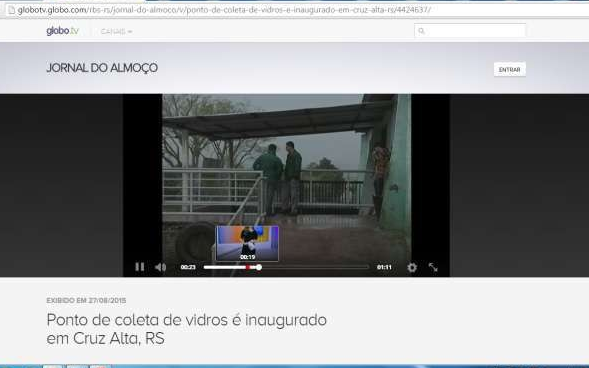 globotv.globo.com/rbs-rs/jornal-do-almoco/v/ponto-de-coleta-de-vidros-e-inaugurado-em-cruz-alta-rs/4424637/
globo.tv CANAIS
JORNAL DO ALMOÇO ENTRAR
00:19
00:23 01:11
EXIBIDO EM 27/08/2015
Ponto de coleta de vidros é inaugurado
em Cruz Alta, RS